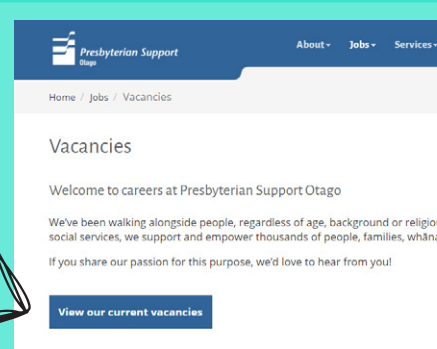 Presbyterian Support
Otago
About Jobs Services
Home / Jobs / Vacancies
Vacancies
Welcome to careers at Presbyterian Support Otago
We've been walking alongside people, regardless of age, background or
social services, we support and empower thousands of people, families,
If you share our passion for this purpose, we'd love to hear from you!
View our current vacancies